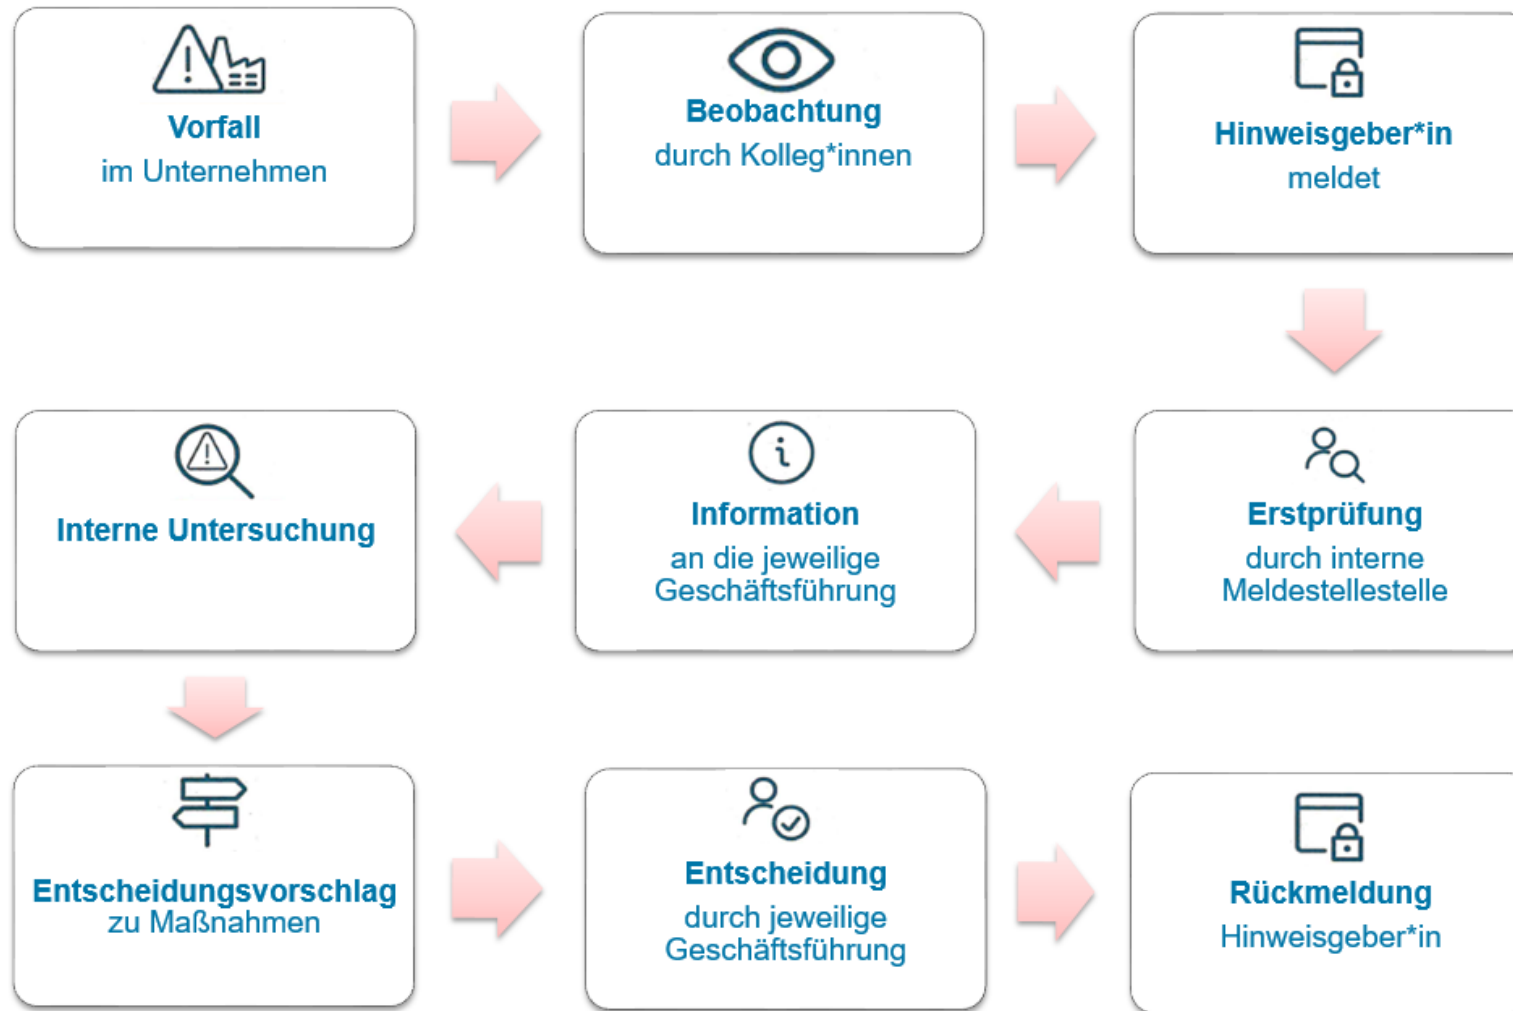 Vorfall
im Unternehmen
Beobachtung
durch Kolleg*innen
Hinweisgeber*in
meldet
Erstprüfung
durch interne
Meldestellestelle
Information
an die jeweilige
Geschäftsführung
Interne Untersuchung
Entscheidungsvorschlag
zu Maßnahmen
Entscheidung
durch jeweilige
Geschäftsführung
Rückmeldung
Hinweisgeber*in